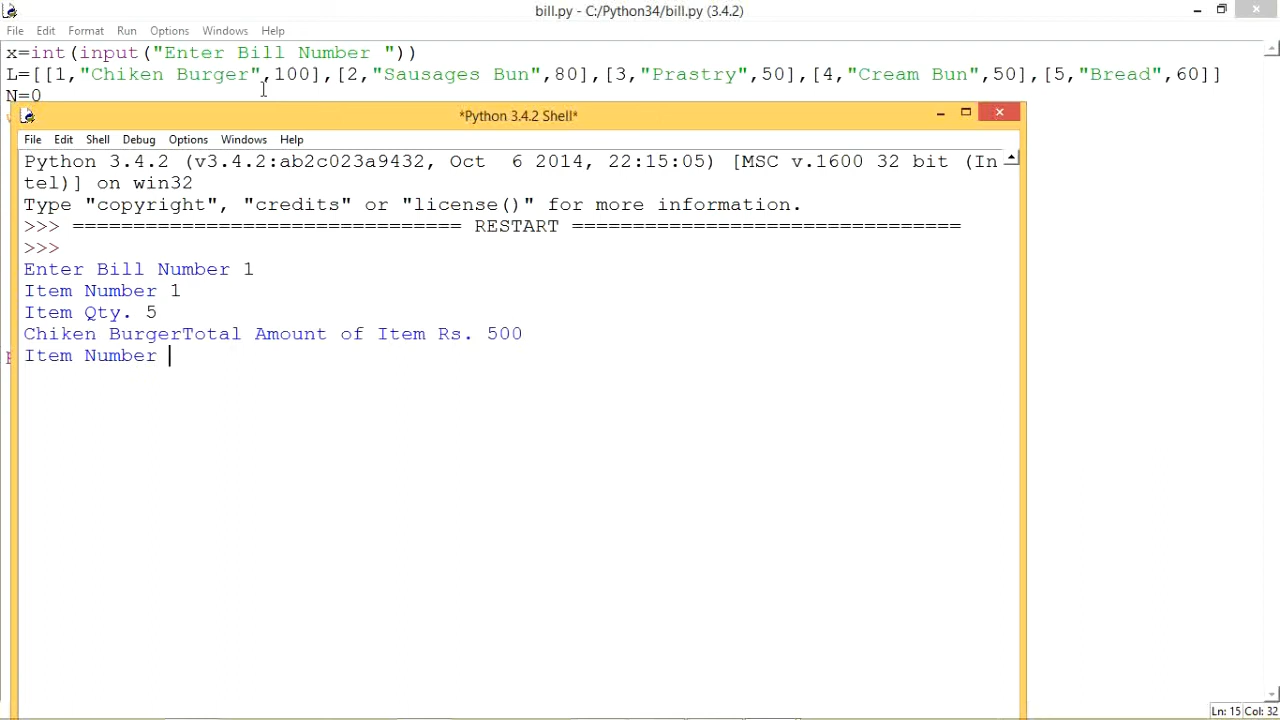 bill.py - C:/Python34/bill.py (3.4.2)
File Edit Format Run Options Windows Help
x=int(input("Enter Bill Number "))
L=[[1,"Chiken Burger",100],[2,"Sausages Bun",80],[3,"Prastry",50],[4,"Cream Bun",50],[5,"Bread",60]]
N=0
*Python 3.4.2 Shell*
File Edit Shell Debug Options Windows Help
Python 3.4.2 (v3.4.2:ab2c023a9432, Oct  6 2014, 22:15:05) [MSC v.1600 32 bit (In
tel)] on win32
Type "copyright", "credits" or "license()" for more information.
>>> ================================ RESTART ================================
>>>
Enter Bill Number 1
Item Number 1
Item Qty. 5
Chiken BurgerTotal Amount of Item Rs. 500
Item Number
Ln: 15 Col: 32